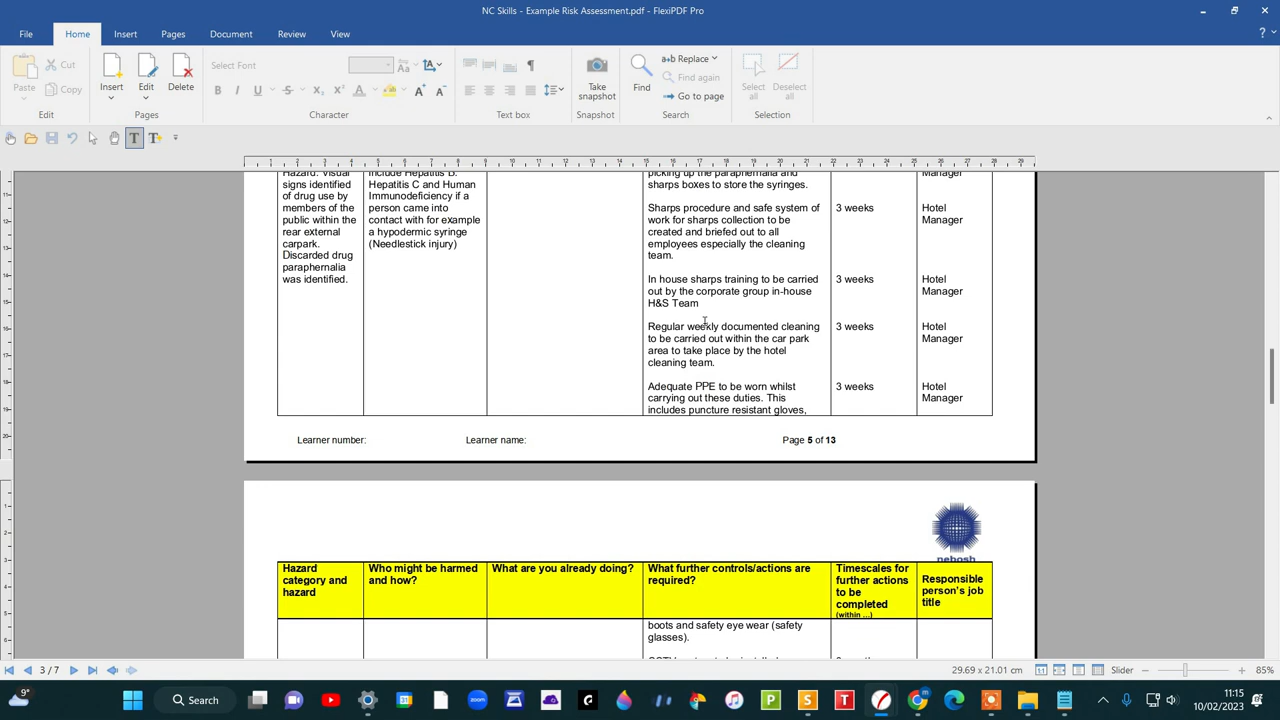 NC Skills - Example Risk Assessment.pdf - FlexiPDF Pro
File Home Insert Pages Document Review View
Paste Cut Copy
Edit
Insert Edit Delete
Pages
Select Font
Character
Text box
Take snapshot
Snapshot
Find
Replace
Find again
Go to page
Search
Select all
Deselect all
Selection
Hazard: Visual
signs identified
of drug use by
members of the
public within the
rear external
carpark.
Discarded drug
paraphernalia
was identified.
include Hepatitis B.
Hepatitis C and Human
Immunodeficiency if a
person came into
contact with for example
a hypodermic syringe
(Needlestick injury)
picking up the paraphernalia and
sharps boxes to store the syringes.
Manager
Sharps procedure and safe system of
work for sharps collection to be
created and briefed out to all
employees especially the cleaning
team.
3 weeks
Hotel
Manager
In house sharps training to be carried
out by the corporate group in-house
H&S Team
3 weeks
Hotel
Manager
Regular weekly documented cleaning
to be carried out within the car park
area to take place by the hotel
cleaning team.
3 weeks
Hotel
Manager
Adequate PPE to be worn whilst
carrying out these duties. This
includes puncture resistant gloves,
3 weeks
Hotel
Manager
Learner number: Learner name: Page 5 of 13
nebosh
Hazard
category and
hazard
Who might be harmed
and how?
What are you already doing?
What further controls/actions are
required?
Timescales for
further actions
to be
completed
(within ...)
Responsible
person's job
title
boots and safety eye wear (safety
glasses).
3 / 7
29.69 x 21.01 cm
Slider
85%
9°
Search
11:15
10/02/2023